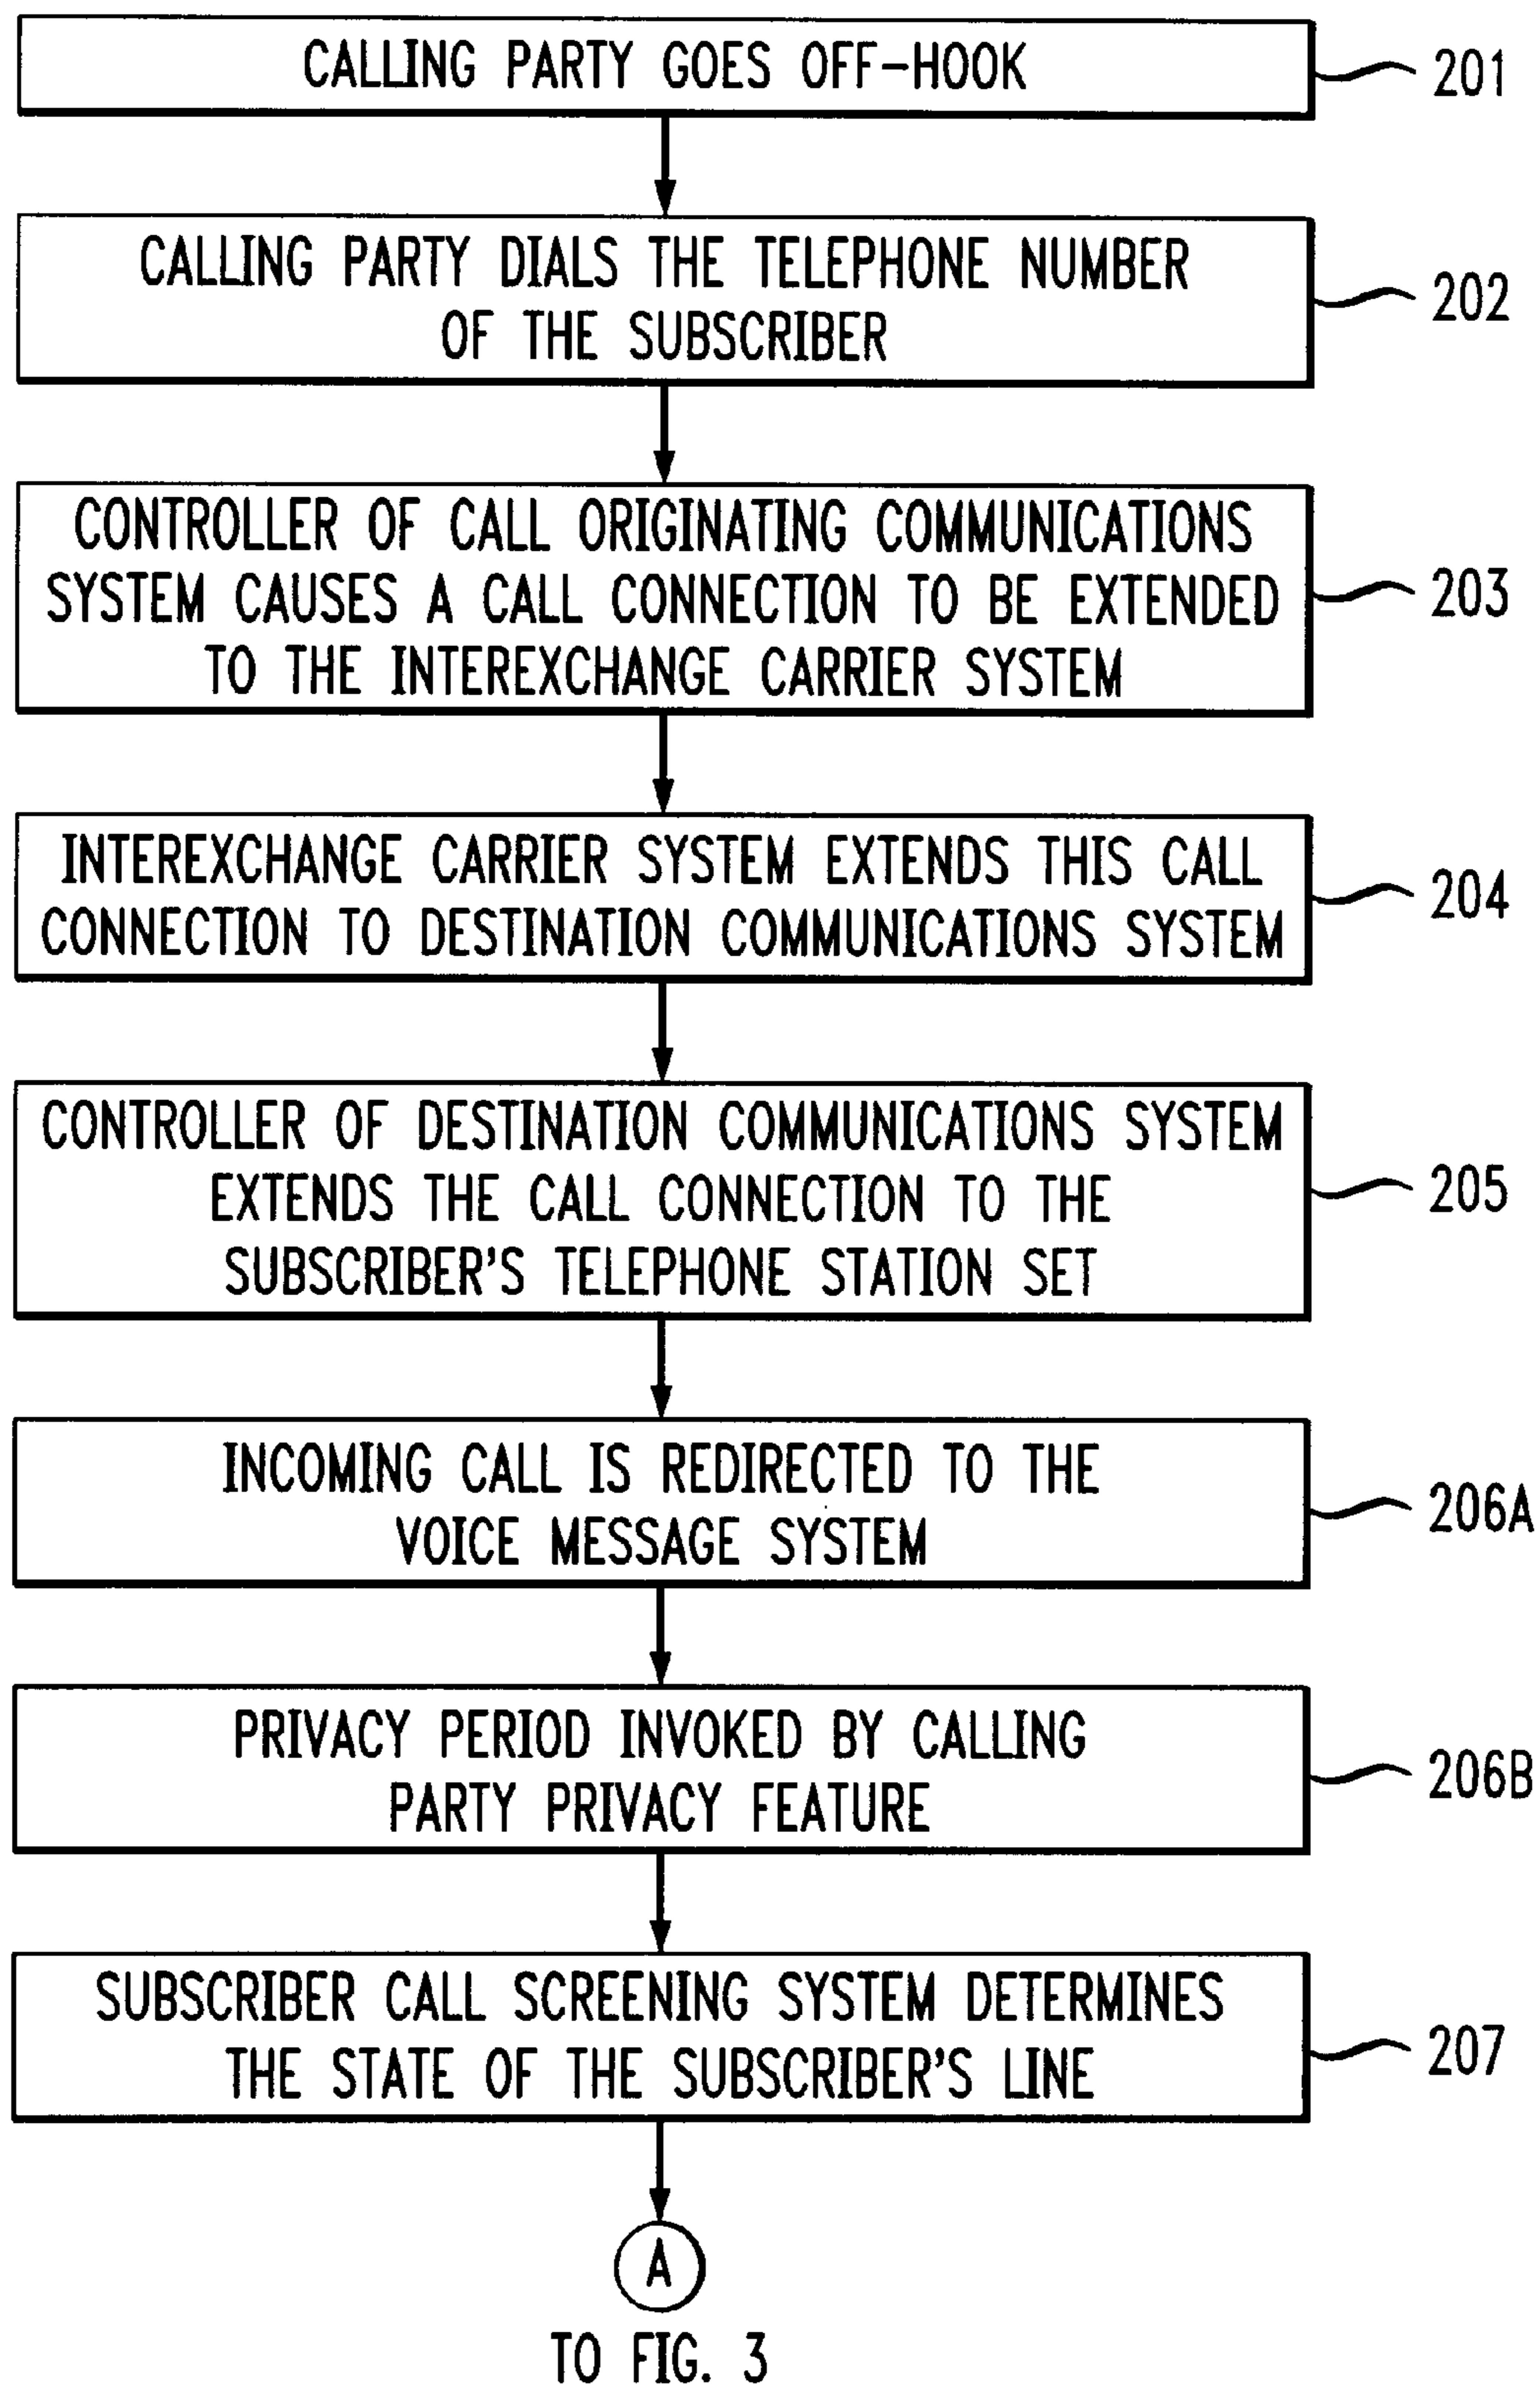 CALLING PARTY GOES OFF-HOOK
201
CALLING PARTY DIALS THE TELEPHONE NUMBER
OF THE SUBSCRIBER
202
CONTROLLER OF CALL ORIGINATING COMMUNICATIONS
SYSTEM CAUSES A CALL CONNECTION TO BE EXTENDED
TO THE INTEREXCHANGE CARRIER SYSTEM
203
INTEREXCHANGE CARRIER SYSTEM EXTENDS THIS CALL
CONNECTION TO DESTINATION COMMUNICATIONS SYSTEM
204
CONTROLLER OF DESTINATION COMMUNICATIONS SYSTEM
EXTENDS THE CALL CONNECTION TO THE
SUBSCRIBER'S TELEPHONE STATION SET
205
INCOMING CALL IS REDIRECTED TO THE
VOICE MESSAGE SYSTEM
206A
PRIVACY PERIOD INVOKED BY CALLING
PARTY PRIVACY FEATURE
206B
SUBSCRIBER CALL SCREENING SYSTEM DETERMINES
THE STATE OF THE SUBSCRIBER'S LINE
207
A
TO FIG. 3